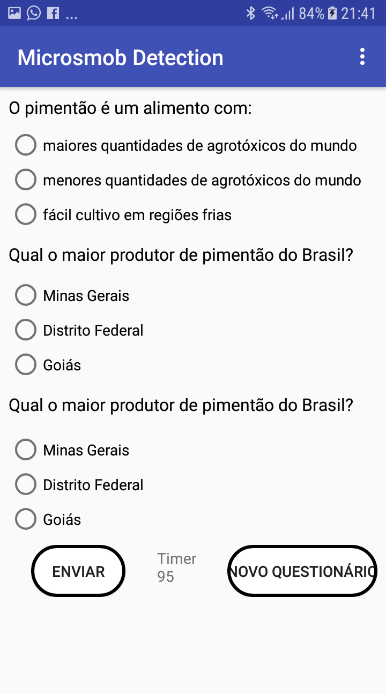 ... 84% 21:41
Microsmob Detection
O pimentão é um alimento com:
maiores quantidades de agrotóxicos do mundo
menores quantidades de agrotóxicos do mundo
fácil cultivo em regiões frias
Qual o maior produtor de pimentão do Brasil?
Minas Gerais
Distrito Federal
Goiás
Qual o maior produtor de pimentão do Brasil?
Minas Gerais
Distrito Federal
Goiás
ENVIAR
Timer
95
NOVO QUESTIONÁRIO